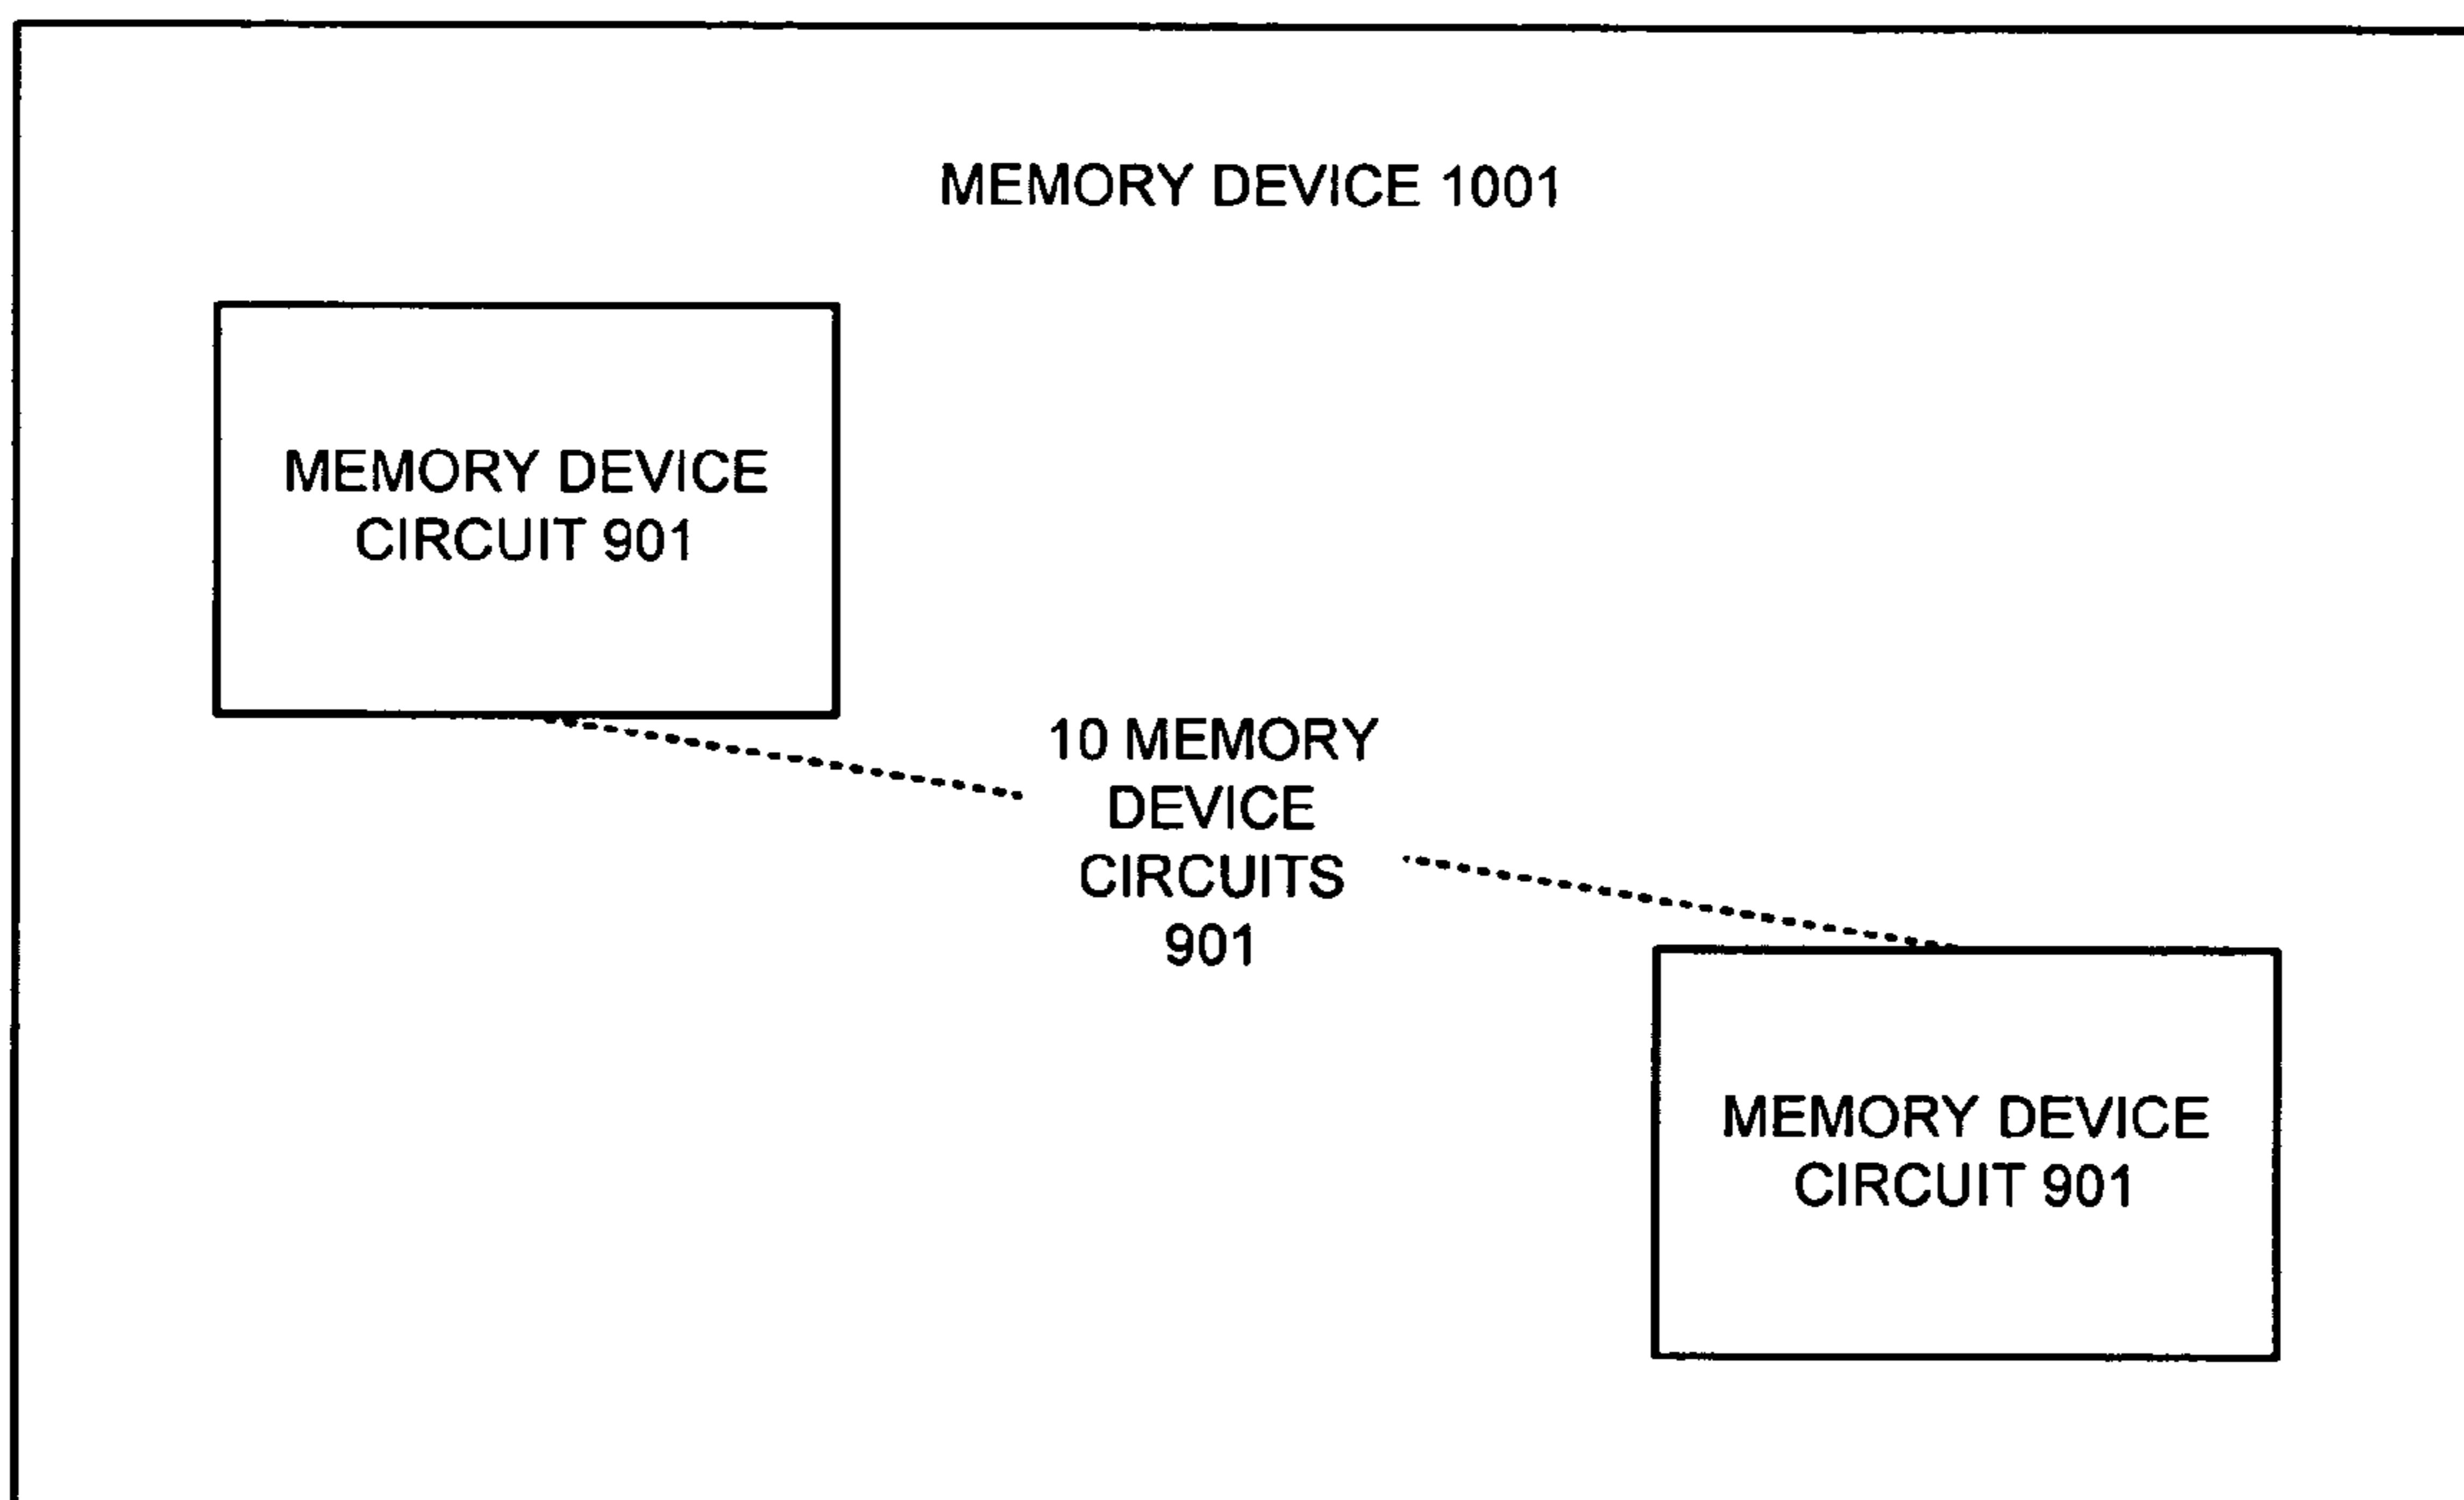 MEMORY DEVICE 1001
MEMORY DEVICE
CIRCUIT 901
10 MEMORY
DEVICE
CIRCUITS
901
MEMORY DEVICE
CIRCUIT 901